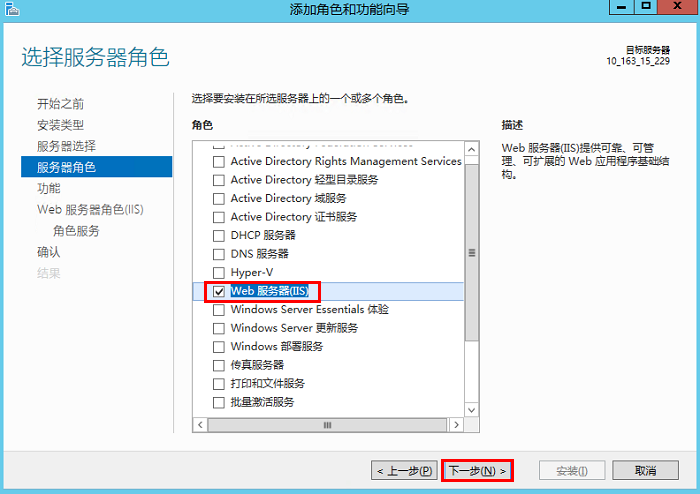 添加角色和功能向导
选择服务器角色
目标服务器
10_163_15_229
开始之前
安装类型
服务器选择
服务器角色
功能
Web 服务器角色(IIS)
角色服务
确认
结果
选择要安装在所选服务器上的一个或多个角色。
角色
Active Directory Federation Services
Active Directory Rights Management Services
Active Directory 轻型目录服务
Active Directory 域服务
Active Directory 证书服务
DHCP 服务器
DNS 服务器
Hyper-V
Web 服务器(IIS)
Windows Server Essentials 体验
Windows Server 更新服务
Windows 部署服务
传真服务器
打印和文件服务
批量激活服务
描述
Web 服务器(IIS)提供可靠、可管
理、可扩展的 Web 应用程序基础结
构。
< 上一步(P)
下一步(N) >
安装(I)
取消